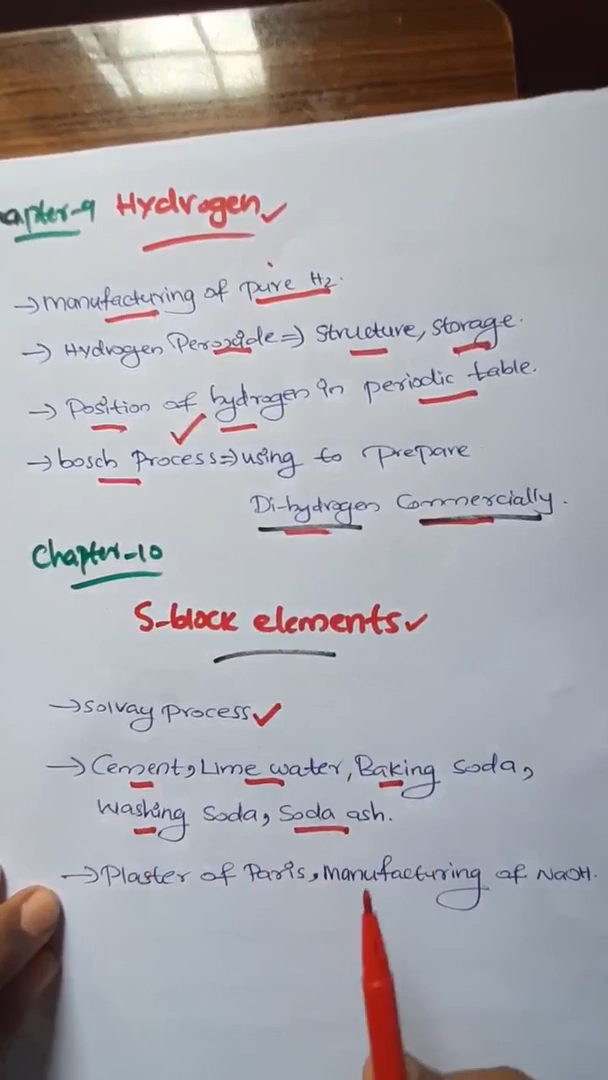 apter-9 Hydrogen
→ manufacturing of pure H2.
→ Hydrogen Peroxide ⇒ Structure, storage.
→ Position of hydrogen in periodic table.
→ bosch Process ⇒ using to prepare
Di-hydrogen Commercially.
Chapter-10
S-block elements
→ Solvay process
→ Cement, Lime water, Baking soda,
Washing Soda, Soda ash.
→ Plaster of Paris, manufacturing of NaOH.